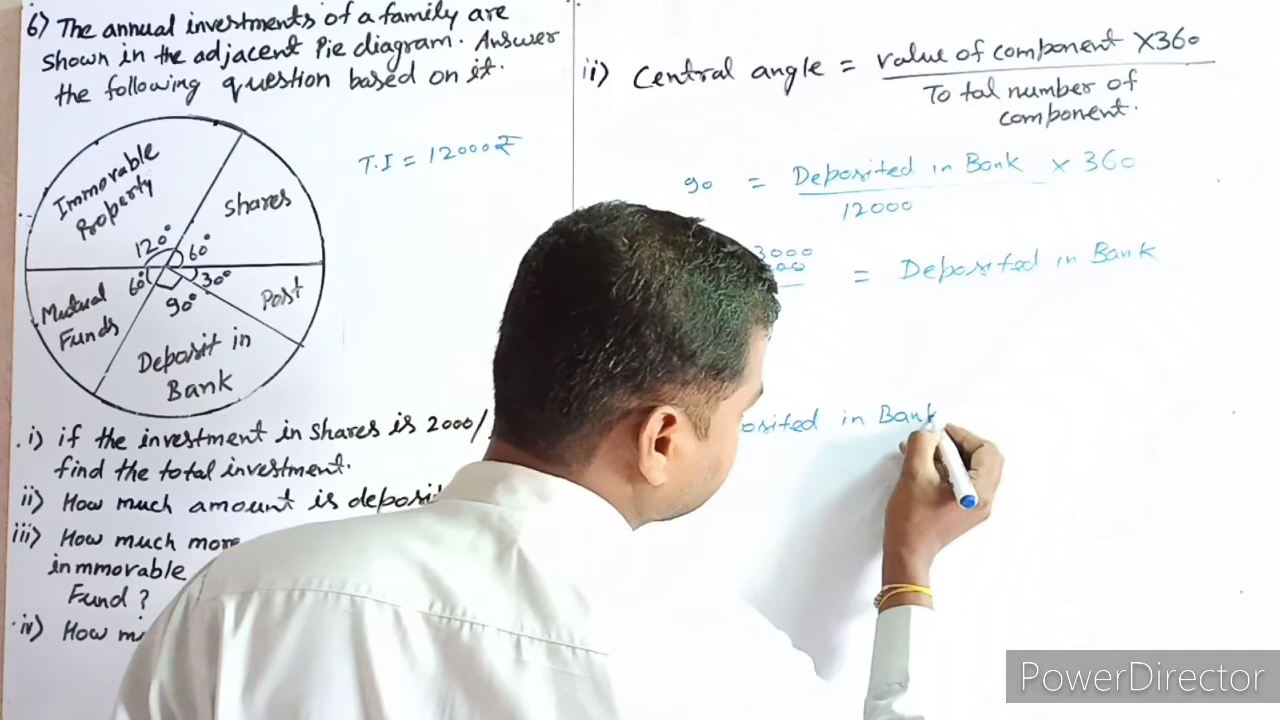 6) The annual investments of a family are
shown in the adjacent Pie diagram. Answer
the following question based on it.
T.I = 12000₹
Immovable
Property
Shares
120°
60°
60°
30°
90°
Mutual
Funds
Post
Deposit in
Bank
i) if the investment in shares is 2000/
find the total investment.
ii) How much amount is
iii) How much more
inmmovable
Fund ?
iv) How
ii) Central angle = value of component X360
To tal number of
component.
90 = Deposited in Bank × 360
12000
3000
= Deposited in Bank
in Bank
PowerDirector